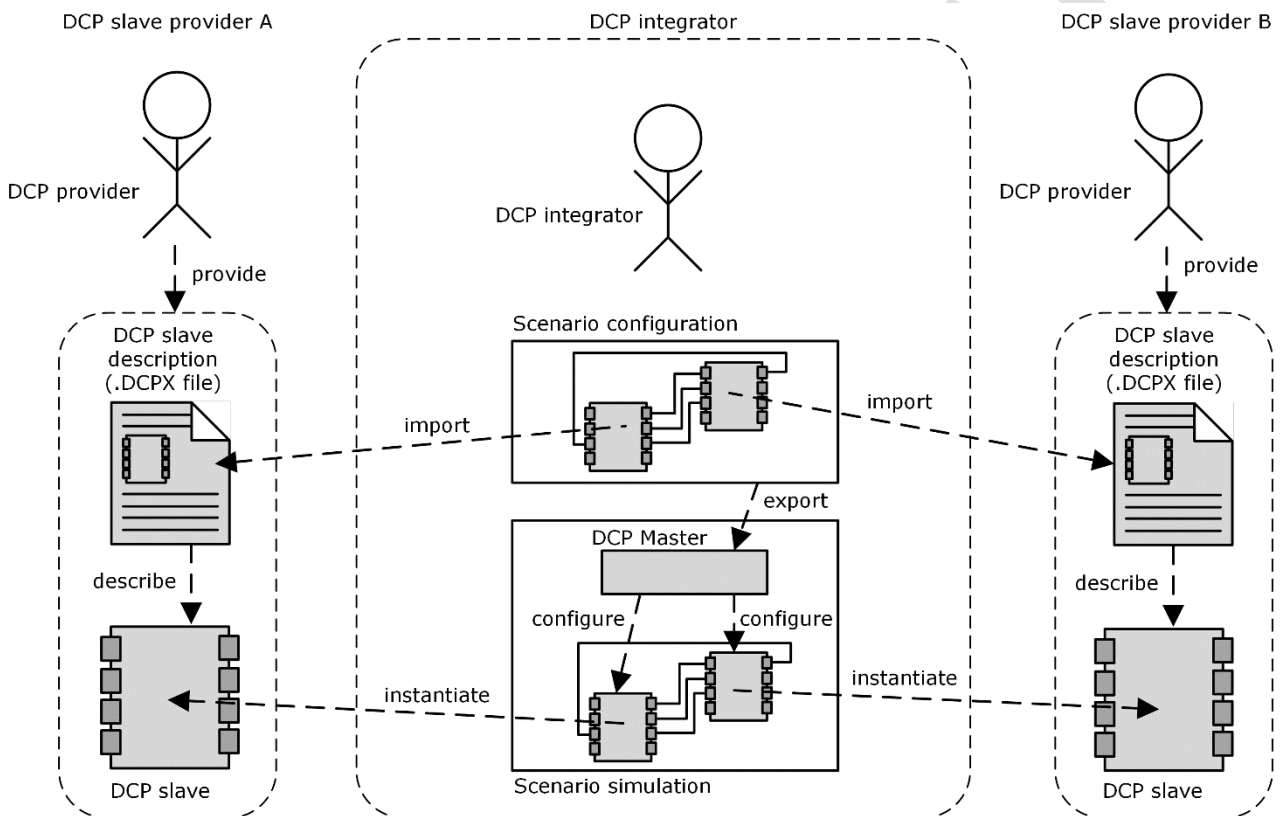 DCP slave provider A
DCP integrator
DCP slave provider B
DCP provider
DCP integrator
DCP provider
provide
provide
DCP slave
description
(.DCPX file)
Scenario configuration
DCP slave
description
(.DCPX file)
import
import
export
DCP Master
describe
configure
configure
describe
instantiate
instantiate
DCP slave
Scenario simulation
DCP slave